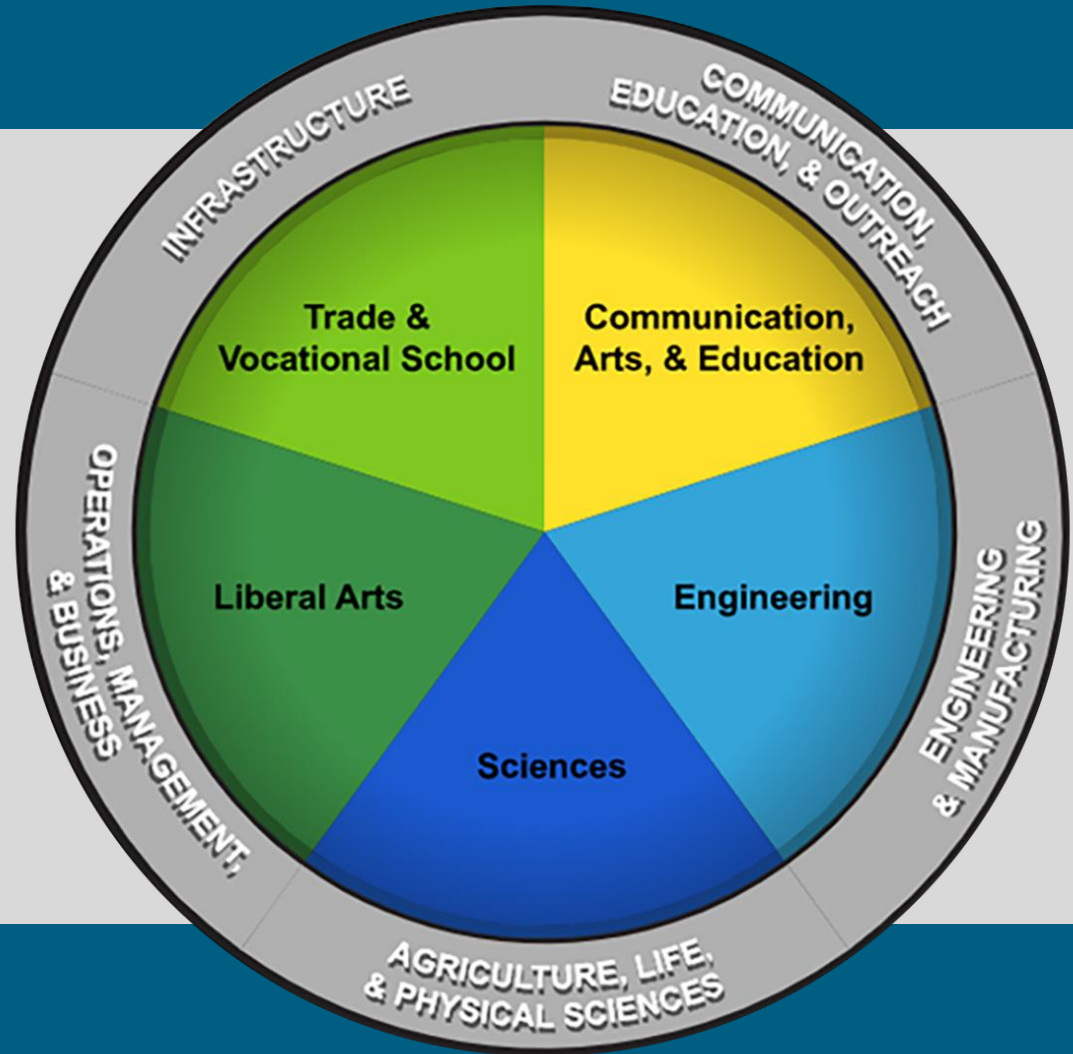 INFRASTRUCTURE
COMMUNICATION,
EDUCATION, & OUTREACH
Trade &
Vocational School
Communication,
Arts, & Education
OPERATIONS, MANAGEMENT,
& BUSINESS
Liberal Arts
Engineering
ENGINEERING
& MANUFACTURING
Sciences
AGRICULTURE, LIFE,
& PHYSICAL SCIENCES